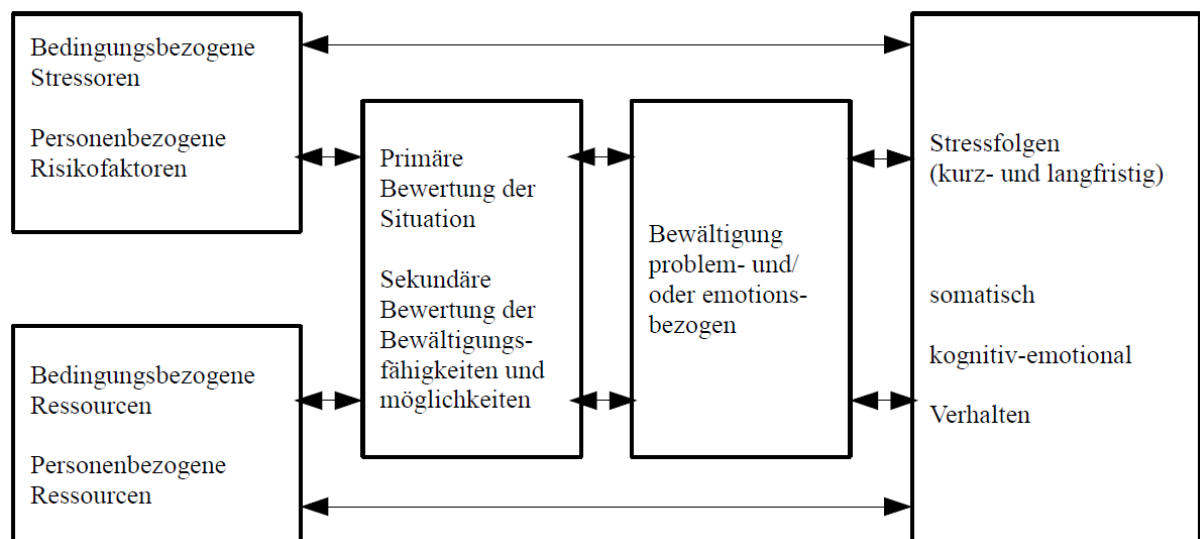 Bedingungsbezogene
Stressoren
Personenbezogene
Risikofaktoren
Bedingungsbezogene
Ressourcen
Personenbezogene
Ressourcen
Primäre
Bewertung der
Situation
Sekundäre
Bewertung der
Bewältigungs-
fähigkeiten und
möglichkeiten
Bewältigung
problem- und/
oder emotions-
bezogen
Stressfolgen
(kurz- und langfristig)
somatisch
kognitiv-emotional
Verhalten